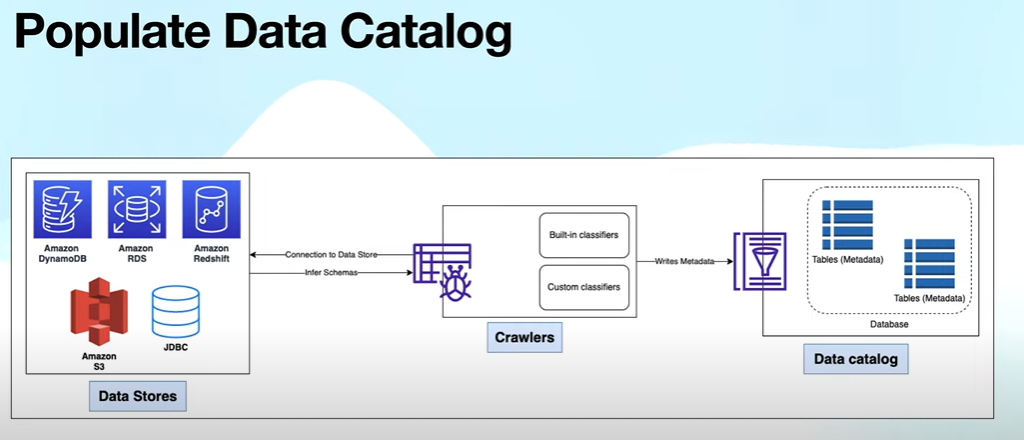 Populate Data Catalog
Amazon
DynamoDB
Amazon
RDS
Amazon
Redshift
Amazon
S3
JDBC
Data Stores
Connection to Data Store
Infer Schemas
Built-in classifiers
Custom classifiers
Crawlers
Writes Metadata
Tables (Metadata)
Tables (Metadata)
Database
Data catalog